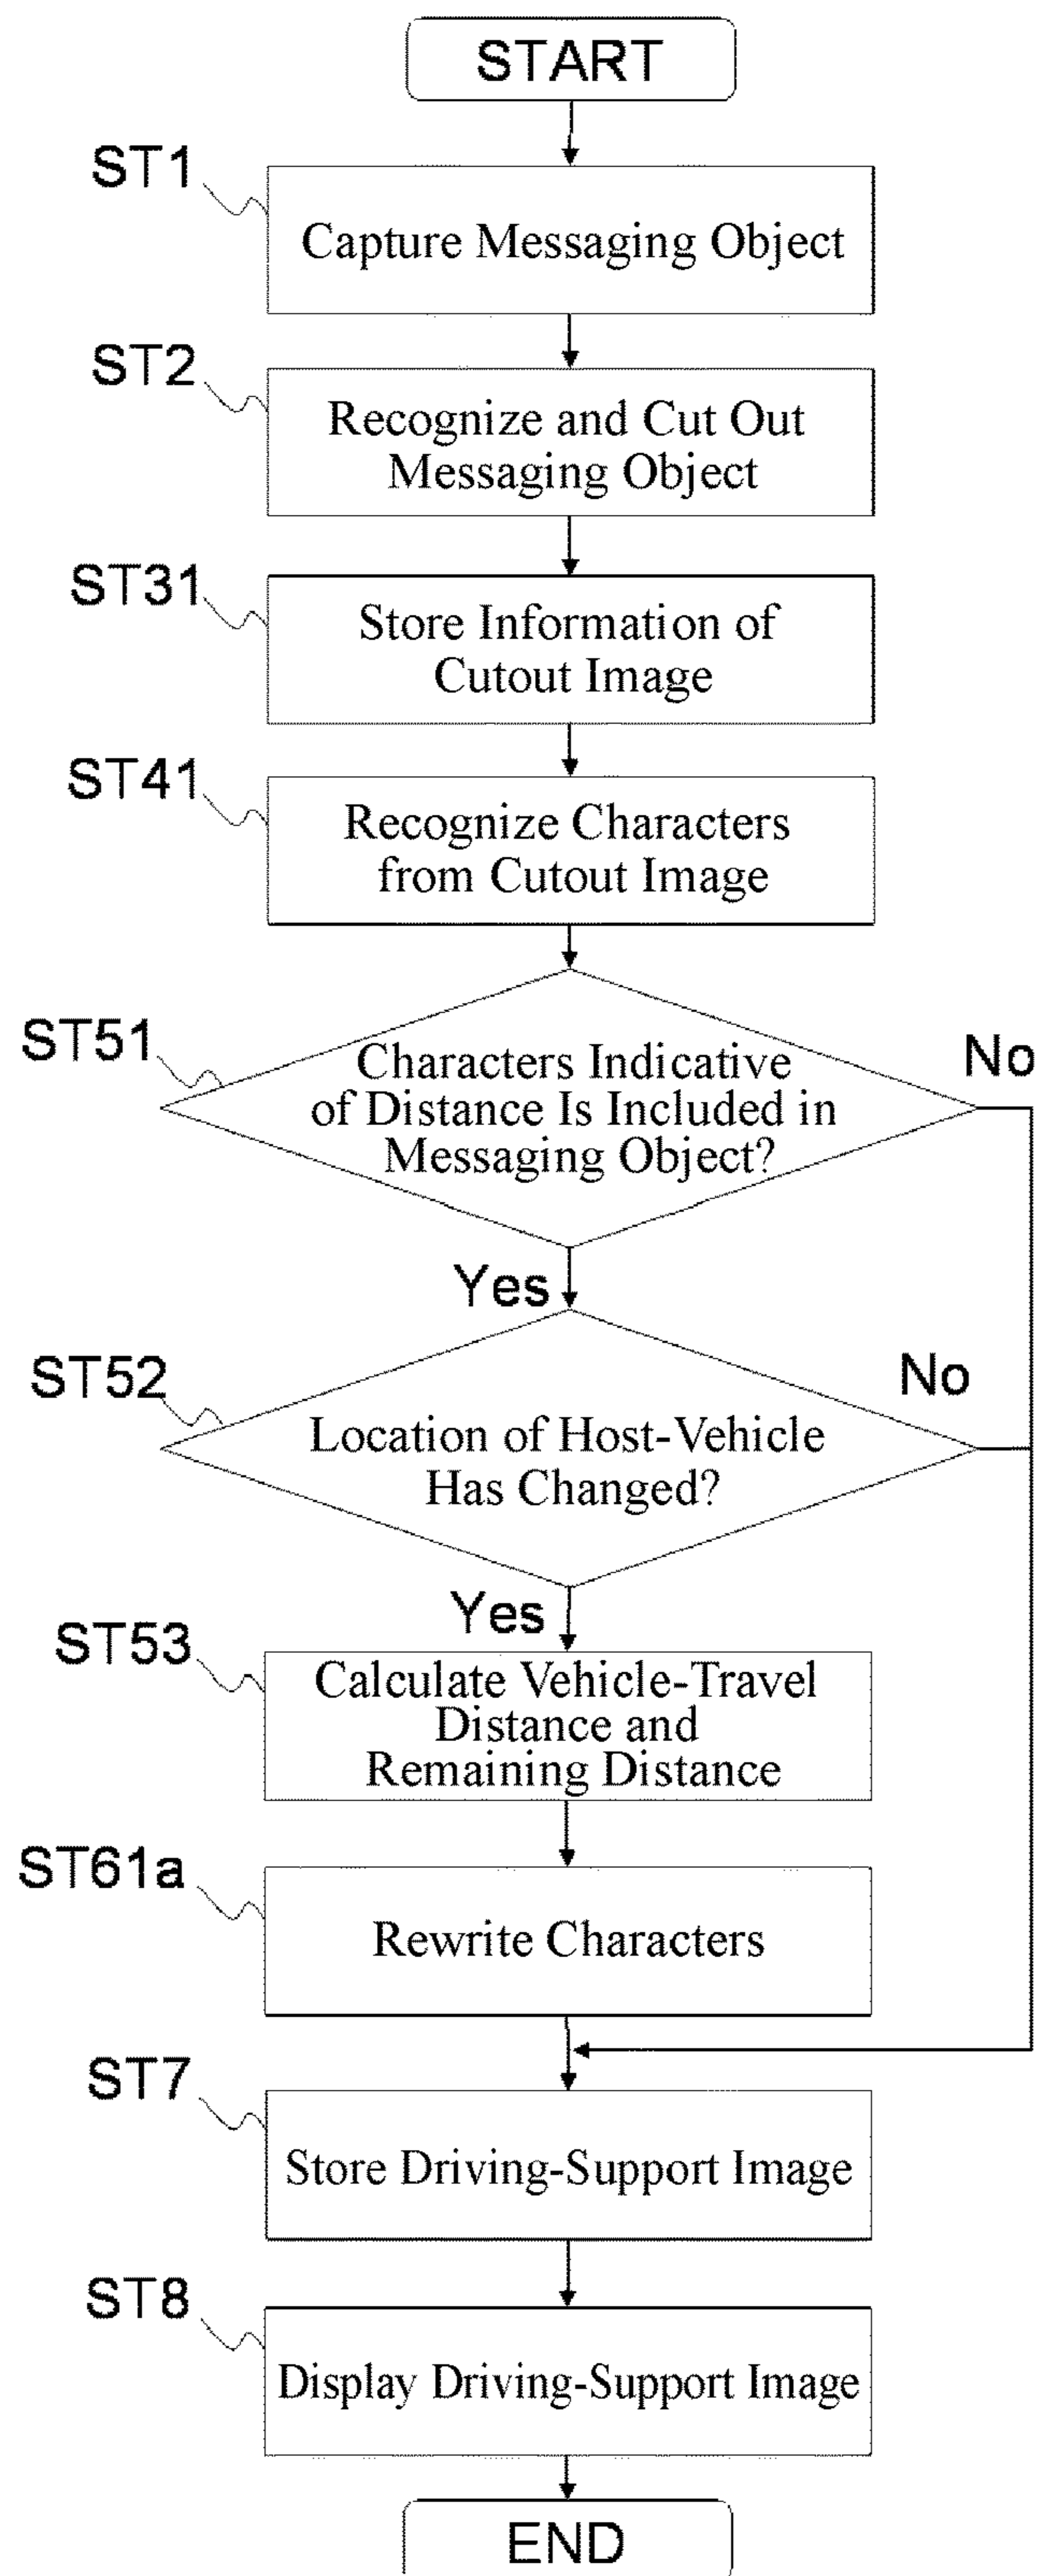 START
ST1
Capture Messaging Object
ST2
Recognize and Cut Out
Messaging Object
ST31
Store Information of
Cutout Image
ST41
Recognize Characters
from Cutout Image
ST51
Characters Indicative
of Distance Is Included in
Messaging Object?
No
Yes
ST52
Location of Host-Vehicle
Has Changed?
No
Yes
ST53
Calculate Vehicle-Travel
Distance and
Remaining Distance
ST61a
Rewrite Characters
ST7
Store Driving-Support Image
ST8
Display Driving-Support Image
END